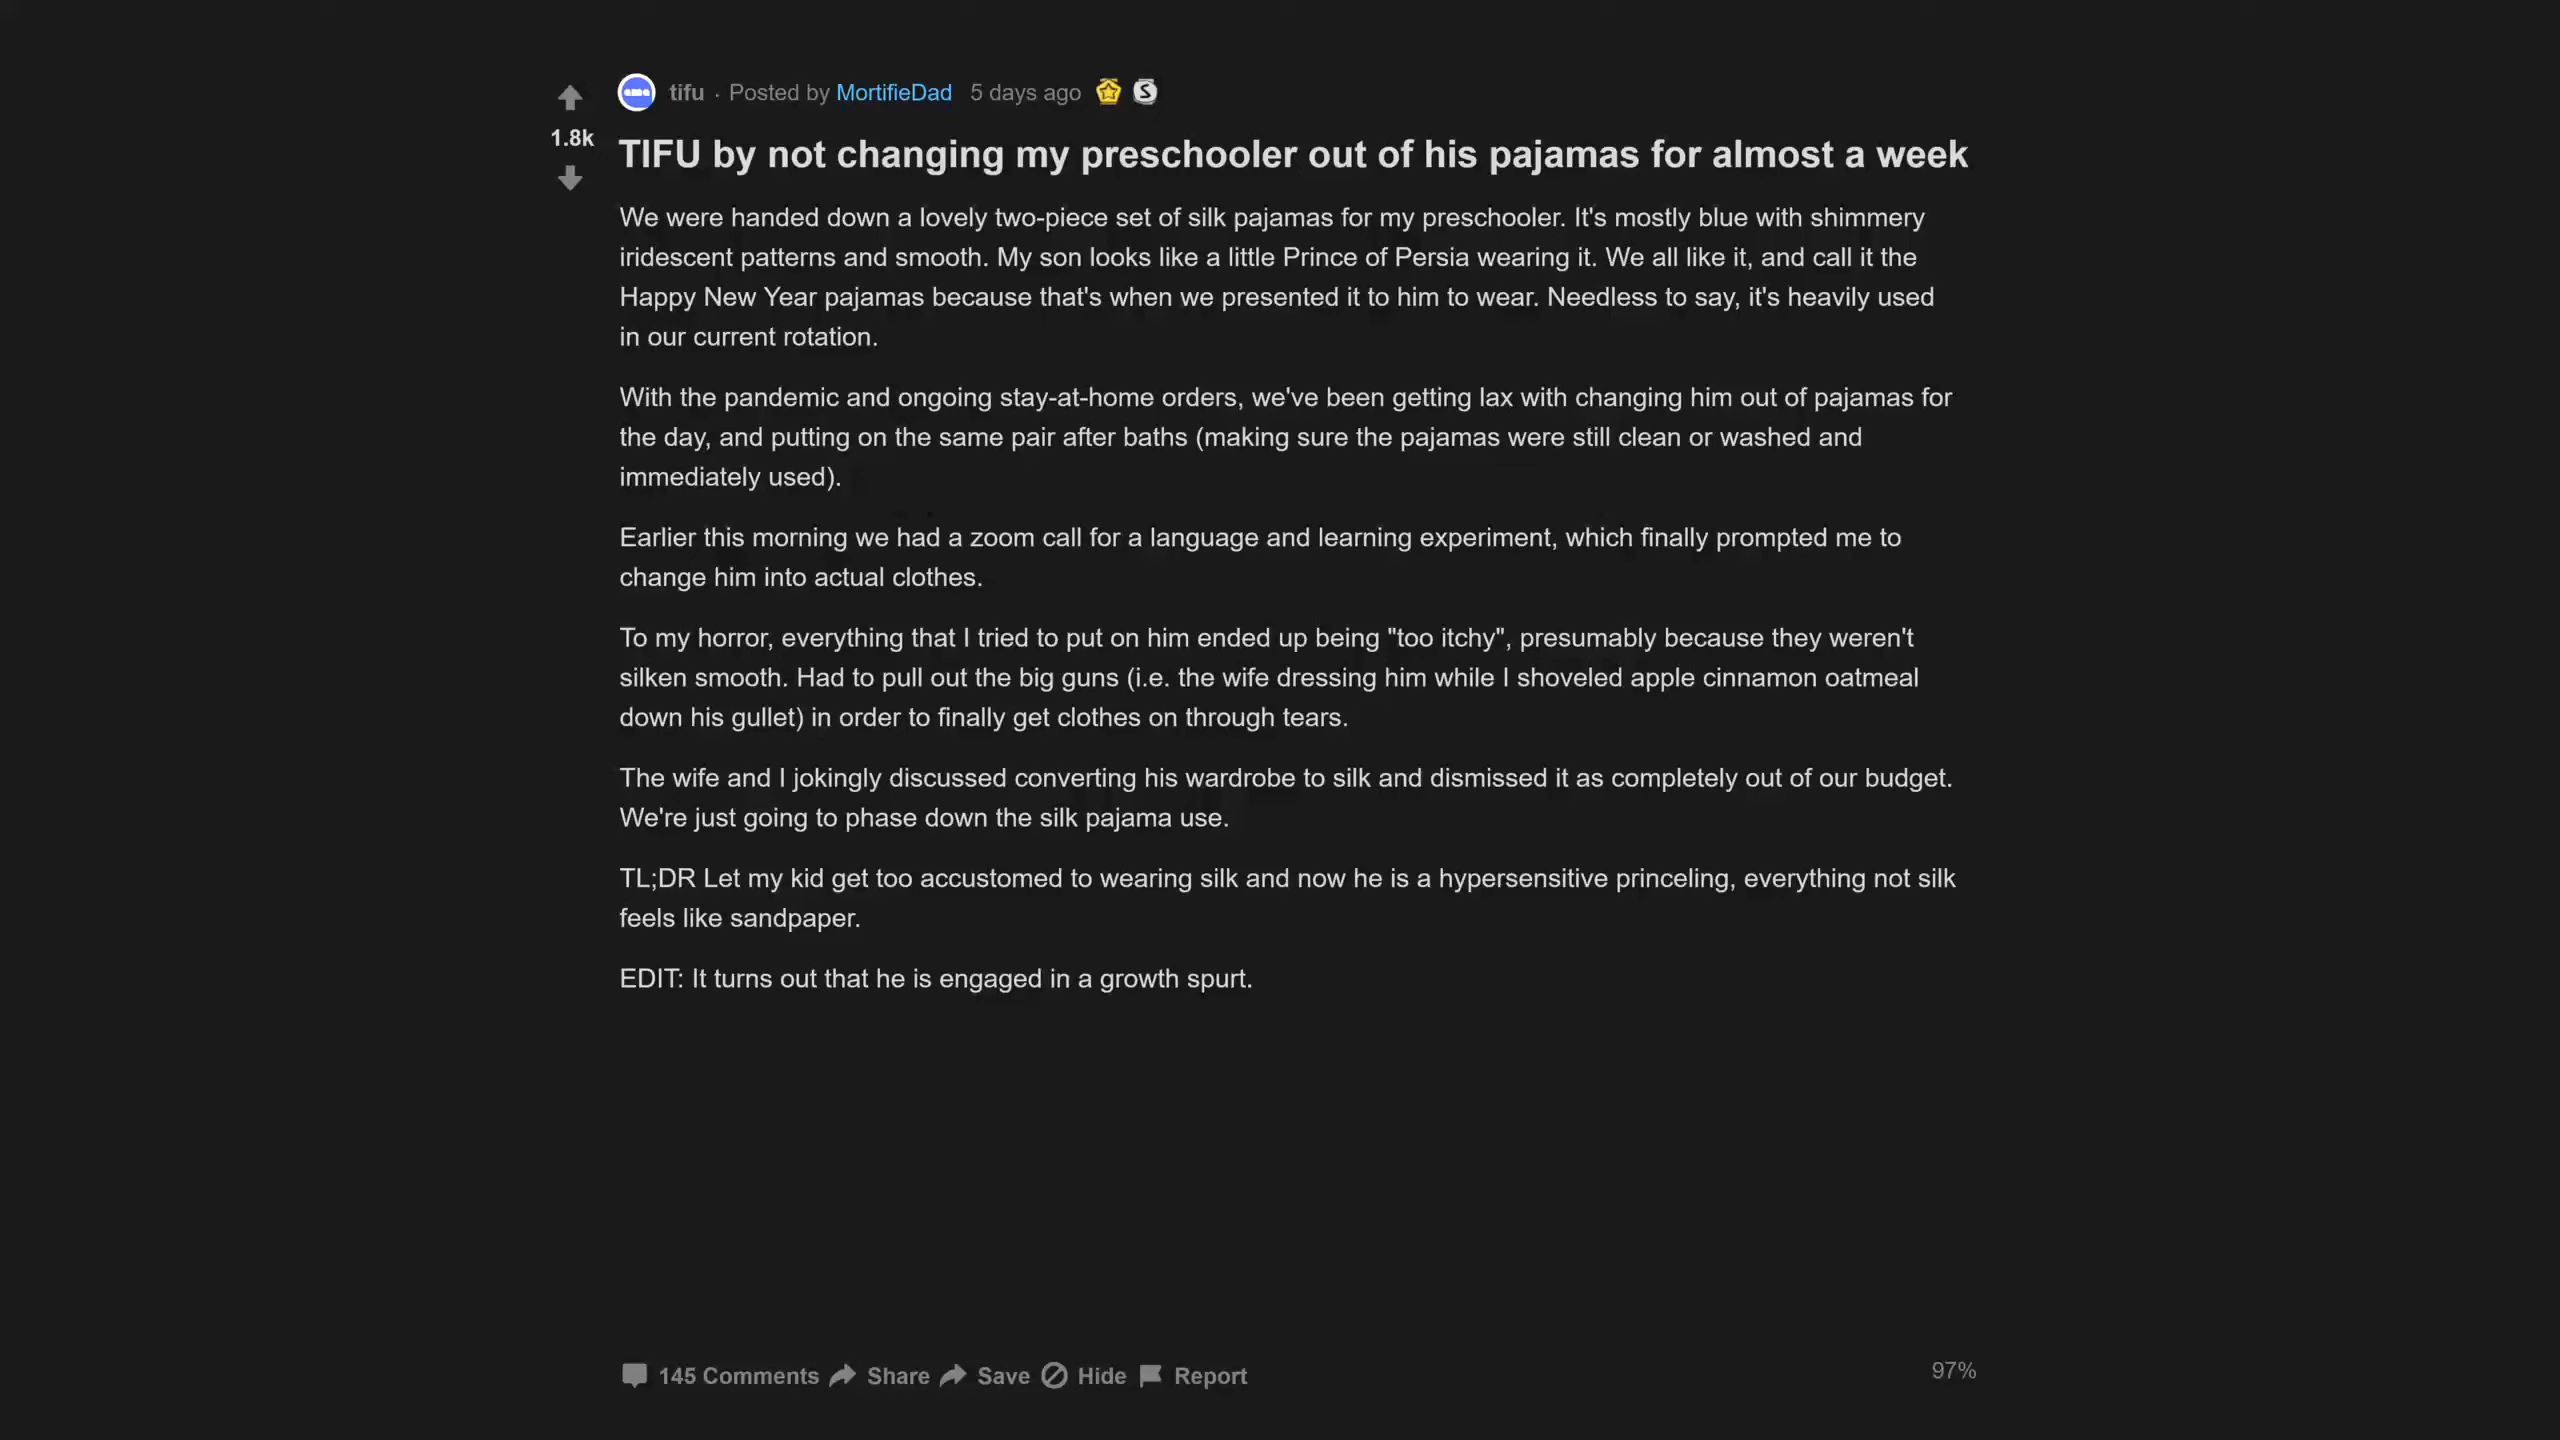 tifu · Posted by MortifieDad 5 days ago
1.8k
TIFU by not changing my preschooler out of his pajamas for almost a week
We were handed down a lovely two-piece set of silk pajamas for my preschooler. It's mostly blue with shimmery
iridescent patterns and smooth. My son looks like a little Prince of Persia wearing it. We all like it, and call it the
Happy New Year pajamas because that's when we presented it to him to wear. Needless to say, it's heavily used
in our current rotation.
With the pandemic and ongoing stay-at-home orders, we've been getting lax with changing him out of pajamas for
the day, and putting on the same pair after baths (making sure the pajamas were still clean or washed and
immediately used).
Earlier this morning we had a zoom call for a language and learning experiment, which finally prompted me to
change him into actual clothes.
To my horror, everything that I tried to put on him ended up being "too itchy", presumably because they weren't
silken smooth. Had to pull out the big guns (i.e. the wife dressing him while I shoveled apple cinnamon oatmeal
down his gullet) in order to finally get clothes on through tears.
The wife and I jokingly discussed converting his wardrobe to silk and dismissed it as completely out of our budget.
We're just going to phase down the silk pajama use.
TL;DR Let my kid get too accustomed to wearing silk and now he is a hypersensitive princeling, everything not silk
feels like sandpaper.
EDIT: It turns out that he is engaged in a growth spurt.
145 Comments Share Save Hide Report
97%